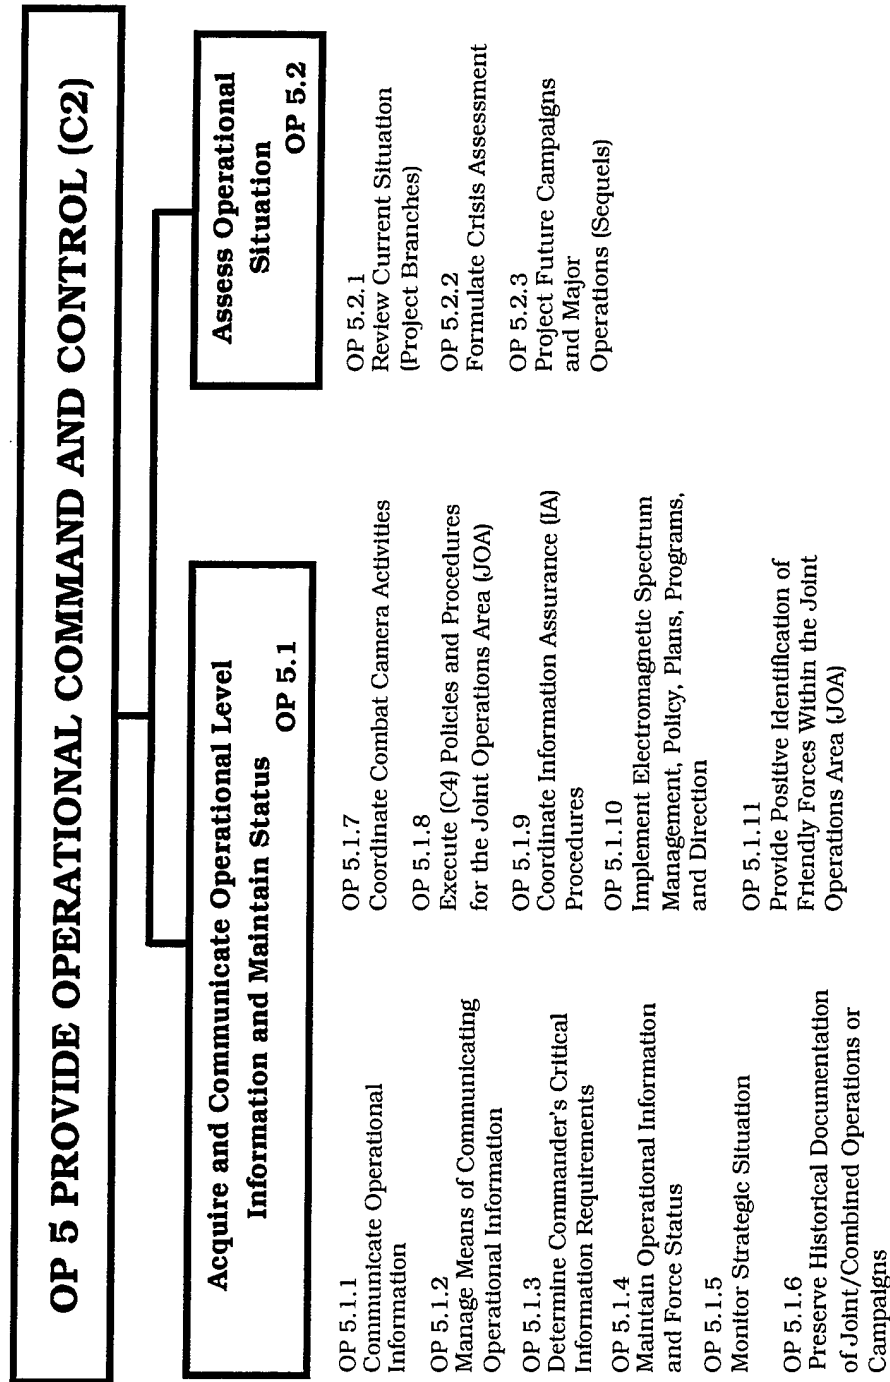 OP 5 PROVIDE OPERATIONAL COMMAND AND CONTROL (C2)
Acquire and Communicate Operational Level
Information and Maintain Status
OP 5.1
OP 5.1.1
Communicate Operational
Information
OP 5.1.2
Manage Means of Communicating
Operational Information
OP 5.1.3
Determine Commander's Critical
Information Requirements
OP 5.1.4
Maintain Operational Information
and Force Status
OP 5.1.5
Monitor Strategic Situation
OP 5.1.6
Preserve Historical Documentation
of Joint/Combined Operations or
Campaigns
OP 5.1.7
Coordinate Combat Camera Activities
OP 5.1.8
Execute (C4) Policies and Procedures
for the Joint Operations Area (JOA)
OP 5.1.9
Coordinate Information Assurance (IA)
Procedures
OP 5.1.10
Implement Electromagnetic Spectrum
Management, Policy, Plans, Programs,
and Direction
OP 5.1.11
Provide Positive Identification of
Friendly Forces Within the Joint
Operations Area (JOA)
Assess Operational
Situation
OP 5.2
OP 5.2.1
Review Current Situation
(Project Branches)
OP 5.2.2
Formulate Crisis Assessment
OP 5.2.3
Project Future Campaigns
and Major
Operations (Sequels)